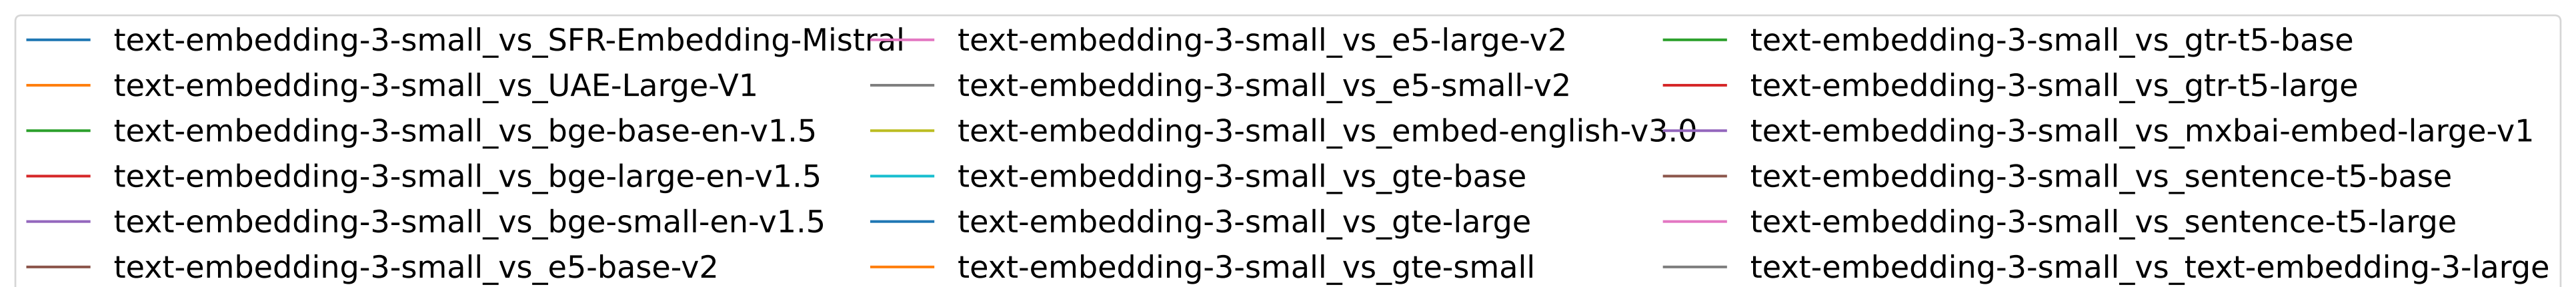 text-embedding-3-small_vs_SFR-Embedding-Mistral
text-embedding-3-small_vs_UAE-Large-V1
text-embedding-3-small_vs_bge-base-en-v1.5
text-embedding-3-small_vs_bge-large-en-v1.5
text-embedding-3-small_vs_bge-small-en-v1.5
text-embedding-3-small_vs_e5-base-v2
text-embedding-3-small_vs_e5-large-v2
text-embedding-3-small_vs_e5-small-v2
text-embedding-3-small_vs_embed-english-v3.0
text-embedding-3-small_vs_gte-base
text-embedding-3-small_vs_gte-large
text-embedding-3-small_vs_gte-small
text-embedding-3-small_vs_gtr-t5-base
text-embedding-3-small_vs_gtr-t5-large
text-embedding-3-small_vs_mxbai-embed-large-v1
text-embedding-3-small_vs_sentence-t5-base
text-embedding-3-small_vs_sentence-t5-large
text-embedding-3-small_vs_text-embedding-3-large